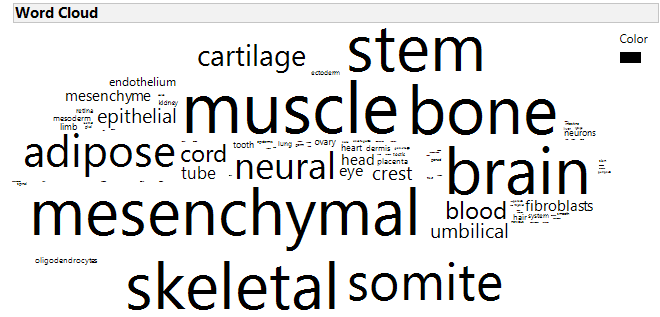 Word Cloud
Color
stem
cartilage
ectoderm
endothelium
mesenchyme
kidney
retina
epithelial
mesoderm
limb
muscle
bone
neurons
adipose
cord
tooth
lung
ovary
heart dermis
neural
head
placenta
tube
eye
crest
brain
mesenchymal
blood
fibroblasts
hair
system
umbilical
oligodendrocytes
skeletal
somite